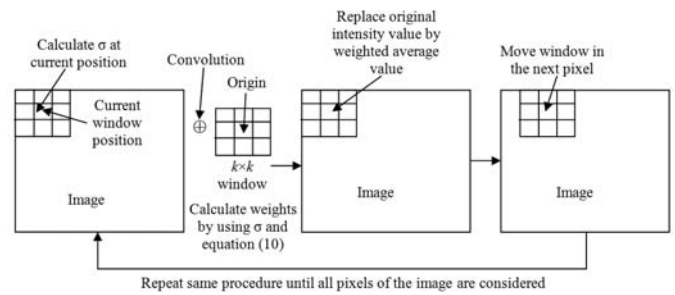 Calculate σ at
current position
Convolution
Origin
Replace original
intensity value by
weighted average
value
Move window in
the next pixel
Current
window
position
⊕
k×k
window
Image
Calculate weights
by using σ and
equation (10)
Image
Image
Repeat same procedure until all pixels of the image are considered